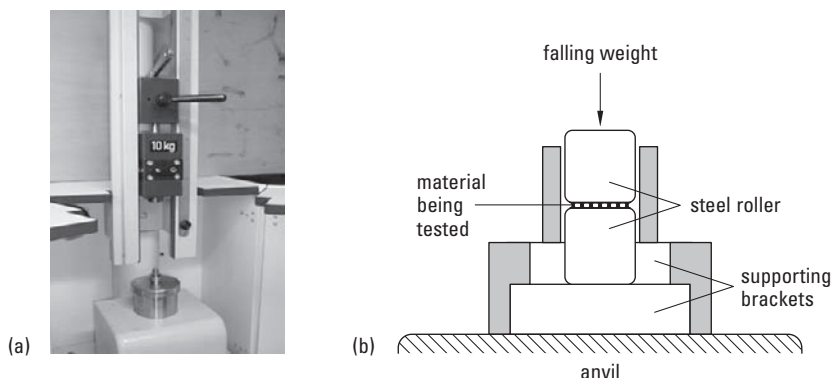 10 kg
(a)
falling weight
material
being
tested
steel roller
supporting
brackets
(b)
anvil